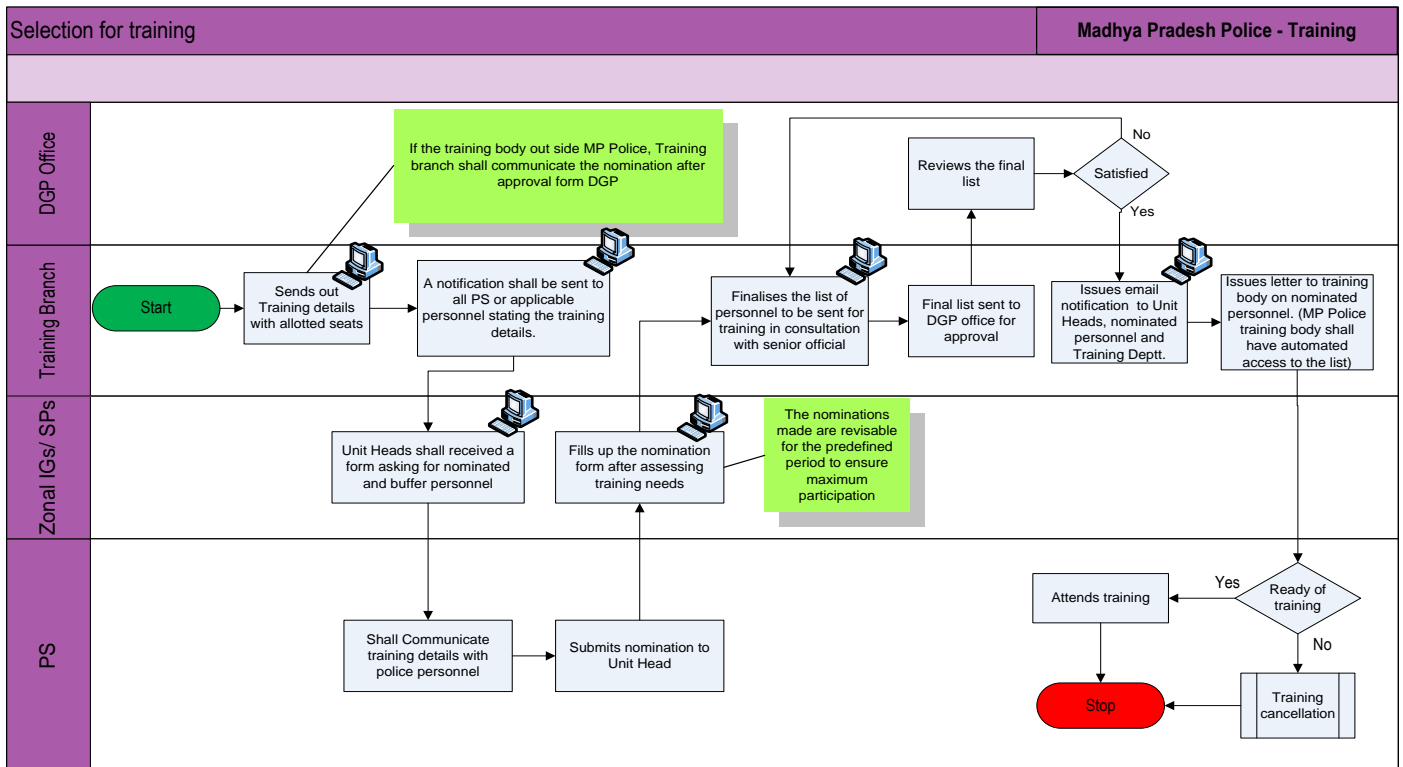 Selection for training
Madhya Pradesh Police - Training
DGP Office
If the training body out side MP Police, Training
branch shall communicate the nomination after
approval form DGP
Reviews the final
list
Satisfied
No
Yes
Training Branch
Start
Sends out
Training details
with allotted seats
A notification shall be sent to
all PS or applicable
personnel stating the training
details.
Finalises the list of
personnel to be sent for
training in consultation
with senior official
Final list sent to
DGP office for
approval
Issues email
notification to Unit
Heads, nominated
personnel and
Training Deptt.
Issues letter to training
body on nominated
personnel. (MP Police
training body shall
have automated
access to the list)
Zonal IGs/ SPs
Unit Heads shall received a
form asking for nominated
and buffer personnel
Fills up the nomination
form after assessing
training needs
The nominations
made are revisable
for the predefined
period to ensure
maximum
participation
PS
Shall Communicate
training details with
police personnel
Submits nomination to
Unit Head
Attends training
Yes
Ready of
training
No
Stop
Training
cancellation